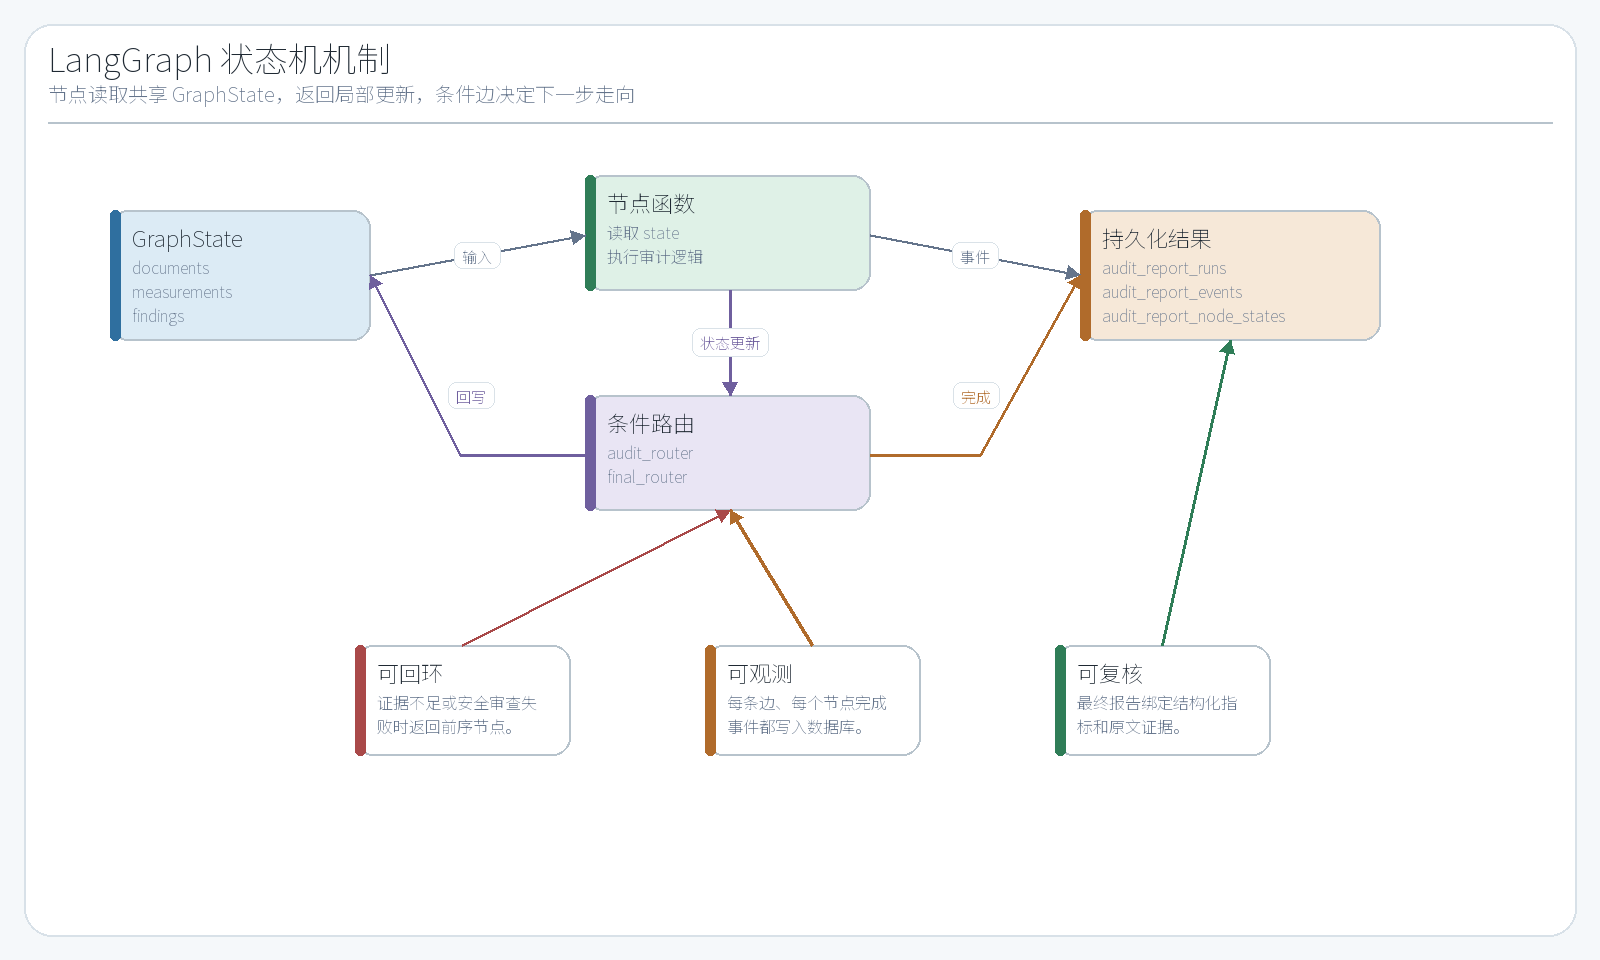 LangGraph 状态机机制
节点读取共享 GraphState，返回局部更新，条件边决定下一步走向
GraphState
documents
measurements
findings
输入
节点函数
读取 state
执行审计逻辑
事件
持久化结果
audit_report_runs
audit_report_events
audit_report_node_states
状态更新
回写
条件路由
audit_router
final_router
完成
可回环
证据不足或安全审查失
败时返回前序节点。
可观测
每条边、每个节点完成
事件都写入数据库。
可复核
最终报告绑定结构化指
标和原文证据。